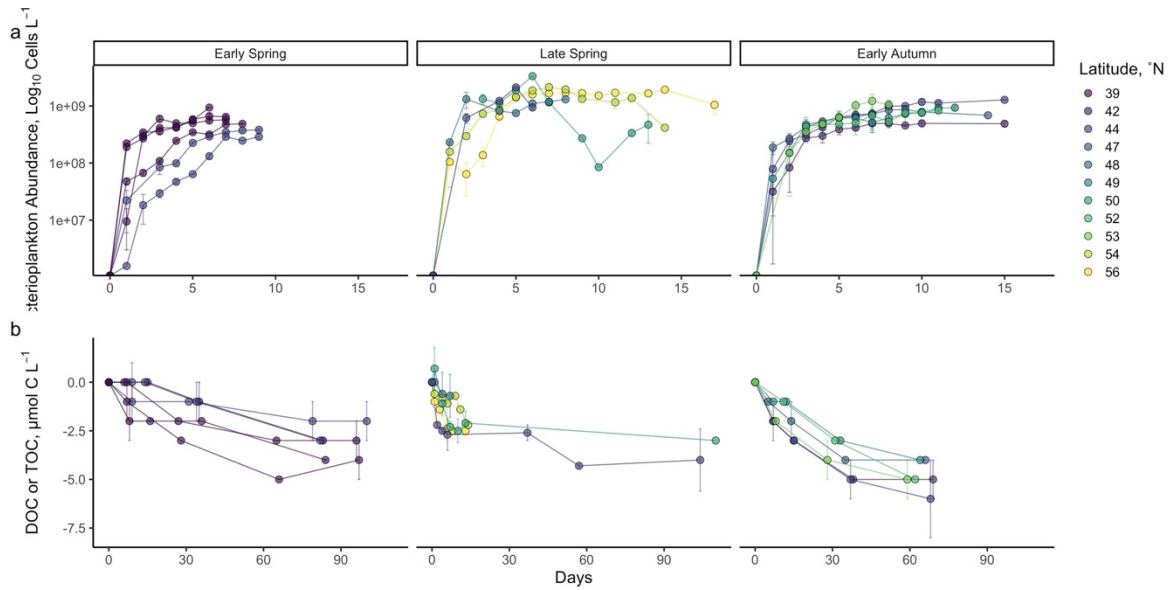 a
:terioplankton Abundance, Log10 Cells L−1
Early Spring
Late Spring
Early Autumn
1e+09
1e+08
1e+07
0 5 10 15
0 5 10 15
0 5 10 15
b
DOC or TOC, μmol C L−1
0.0
-2.5
-5.0
-7.5
0 30 60 90
0 30 60 90
0 30 60 90
Days
Latitude, ˚N
39
42
44
47
48
49
50
52
53
54
56